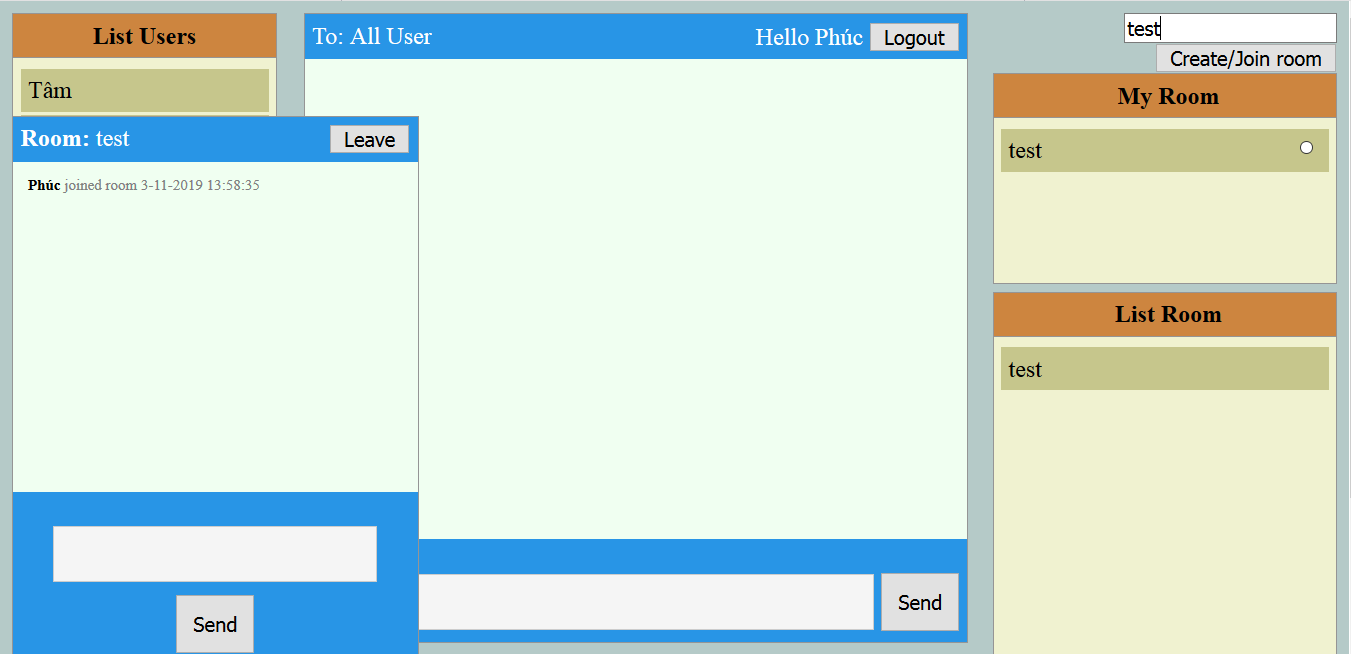 List Users
Tâm
Room: test
Leave
Phúc joined room 3-11-2019 13:58:35
Send
To: All User
Hello Phúc
Logout
Send
test
Create/Join room
My Room
test
List Room
test